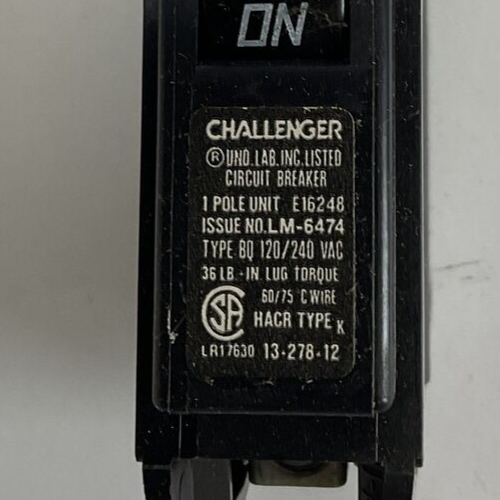 ON
CHALLENGER
® UND. LAB. INC. LISTED
CIRCUIT BREAKER
1 POLE UNIT E16248
ISSUE NO. LM-6474
TYPE BQ 120/240 VAC
36 LB.-IN LUG TORQUE
60/75 °C WIRE
CSA HACR TYPE K
LR17630 13-278-12